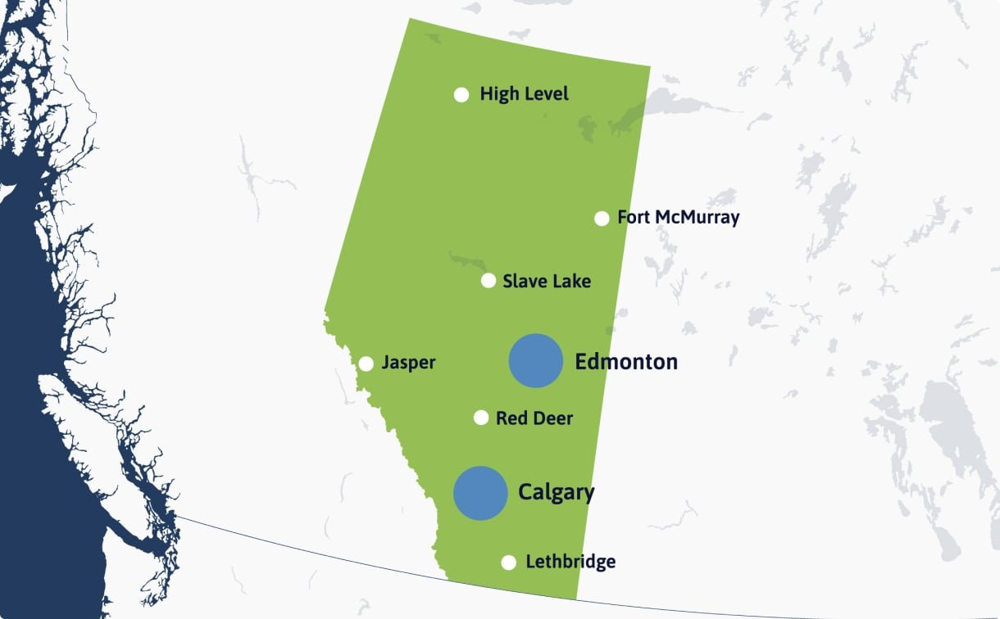 High Level
Fort McMurray
Slave Lake
Jasper
Edmonton
Red Deer
Calgary
Lethbridge